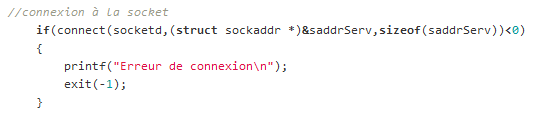 //connexion à la socket
if(connect(socketd,(struct sockaddr *)&saddrServ,sizeof(saddrServ))<0)
{
printf("Erreur de connexion\n");
exit(-1);
}